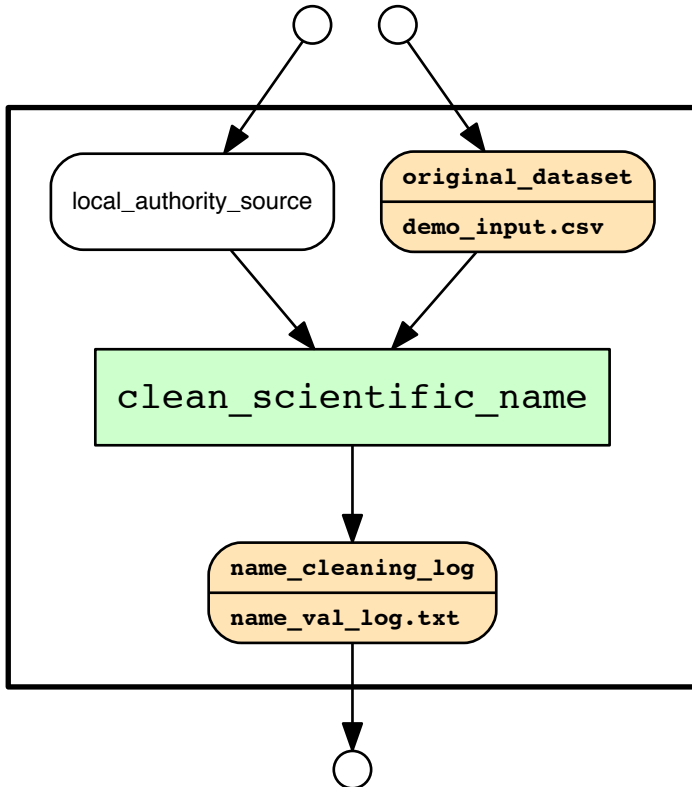 local_authority_source
original_dataset
demo_input.csv
clean_scientific_name
name_cleaning_log
name_val_log.txt